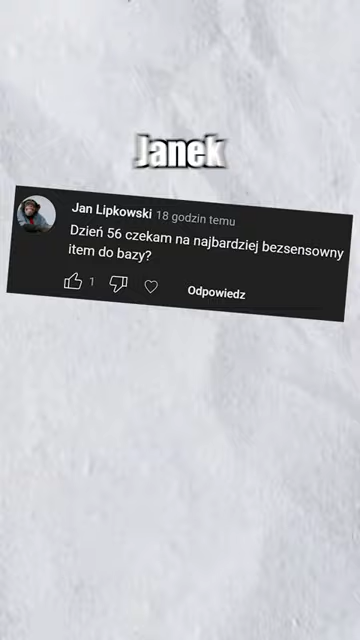 Janek
Jan Lipkowski 18 godzin temu
Dzień 56 czekam na najbardziej bezsensowny
item do bazy?
1
Odpowiedz